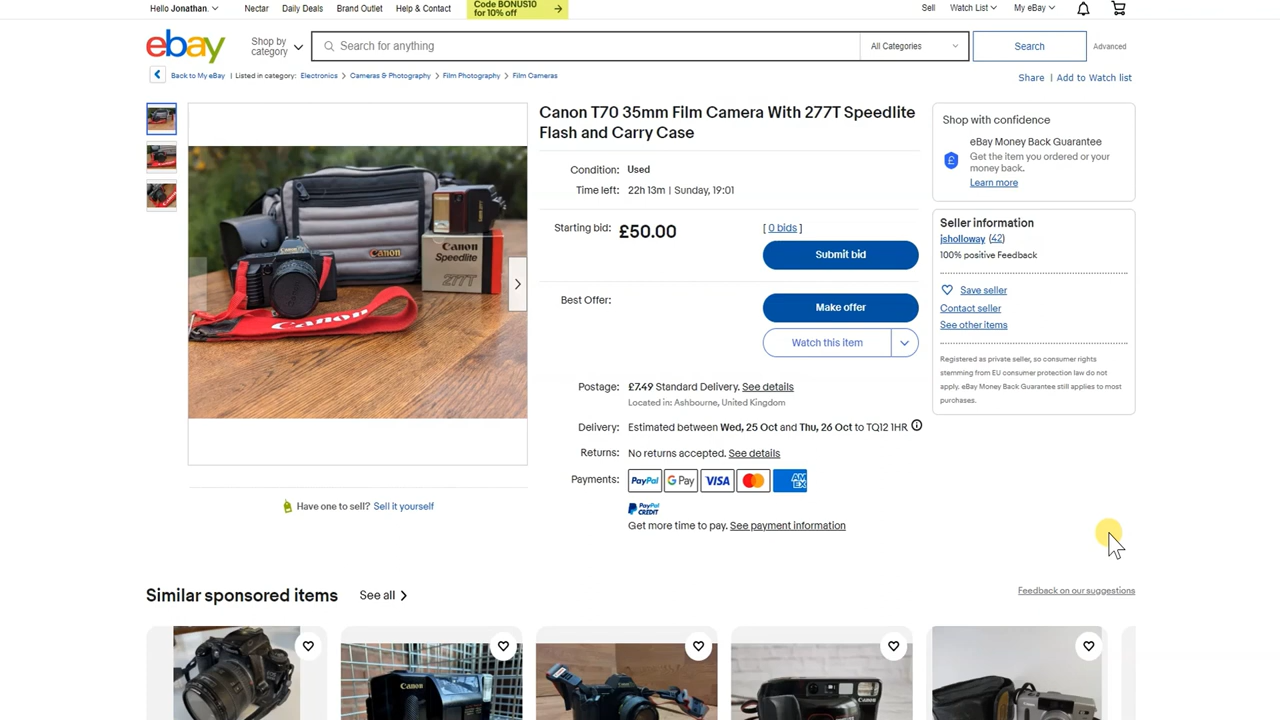 Hello Jonathan.
Nectar
Daily Deals
Brand Outlet
Help & Contact
Code BONUS10
for 10% off
Sell
Watch List
My eBay
ebay
Shop by
category
Search for anything
All Categories
Search
Advanced
Back to My eBay | Listed in category: Electronics > Cameras & Photography > Film Photography > Film Cameras
Share | Add to Watch list
Canon T70 35mm Film Camera With 277T Speedlite
Flash and Carry Case
Condition: Used
Time left: 22h 13m | Sunday, 19:01
Starting bid: £50.00
[ 0 bids ]
Submit bid
Best Offer:
Make offer
Watch this item
Postage: £7.49 Standard Delivery. See details
Located in: Ashbourne, United Kingdom
Delivery: Estimated between Wed, 25 Oct and Thu, 26 Oct to TQ12 1HR
Returns: No returns accepted. See details
Payments: PayPal G Pay VISA AM EX
PayPal
CREDIT
Get more time to pay. See payment information
Shop with confidence
eBay Money Back Guarantee
£
Get the item you ordered or your
money back.
Learn more
Seller information
jsholloway (42)
100% positive Feedback
Save seller
Contact seller
See other items
Registered as private seller, so consumer rights
stemming from EU consumer protection law do not
apply. eBay Money Back Guarantee still applies to most
purchases.
Canon
Canon
Speedlite
277T
Canon
Have one to sell? Sell it yourself
Similar sponsored items
See all >
Feedback on our suggestions
Canon